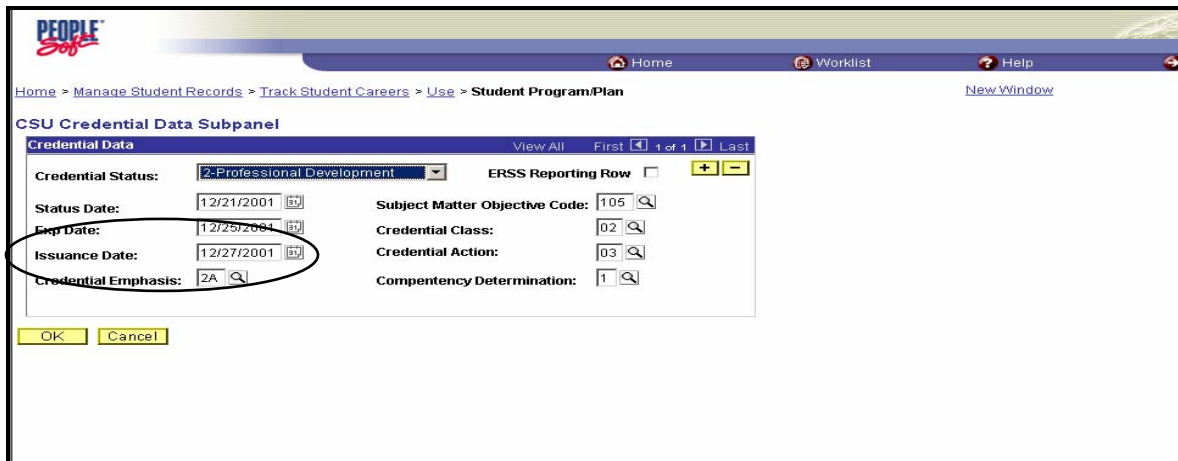 PEOPLE Soft
Home Worklist Help
Home > Manage Student Records > Track Student Careers > Use > Student Program/Plan New Window
CSU Credential Data Subpanel
Credential Data View All First 1 of 1 Last
Credential Status: 2-Professional Development ERSS Reporting Row + -
Status Date: 12/21/2001 Subject Matter Objective Code: 105
Exp Date: 12/25/2001 Credential Class: 02
Issuance Date: 12/27/2001 Credential Action: 03
Credential Emphasis: 2A Compentency Determination: 1
OK Cancel